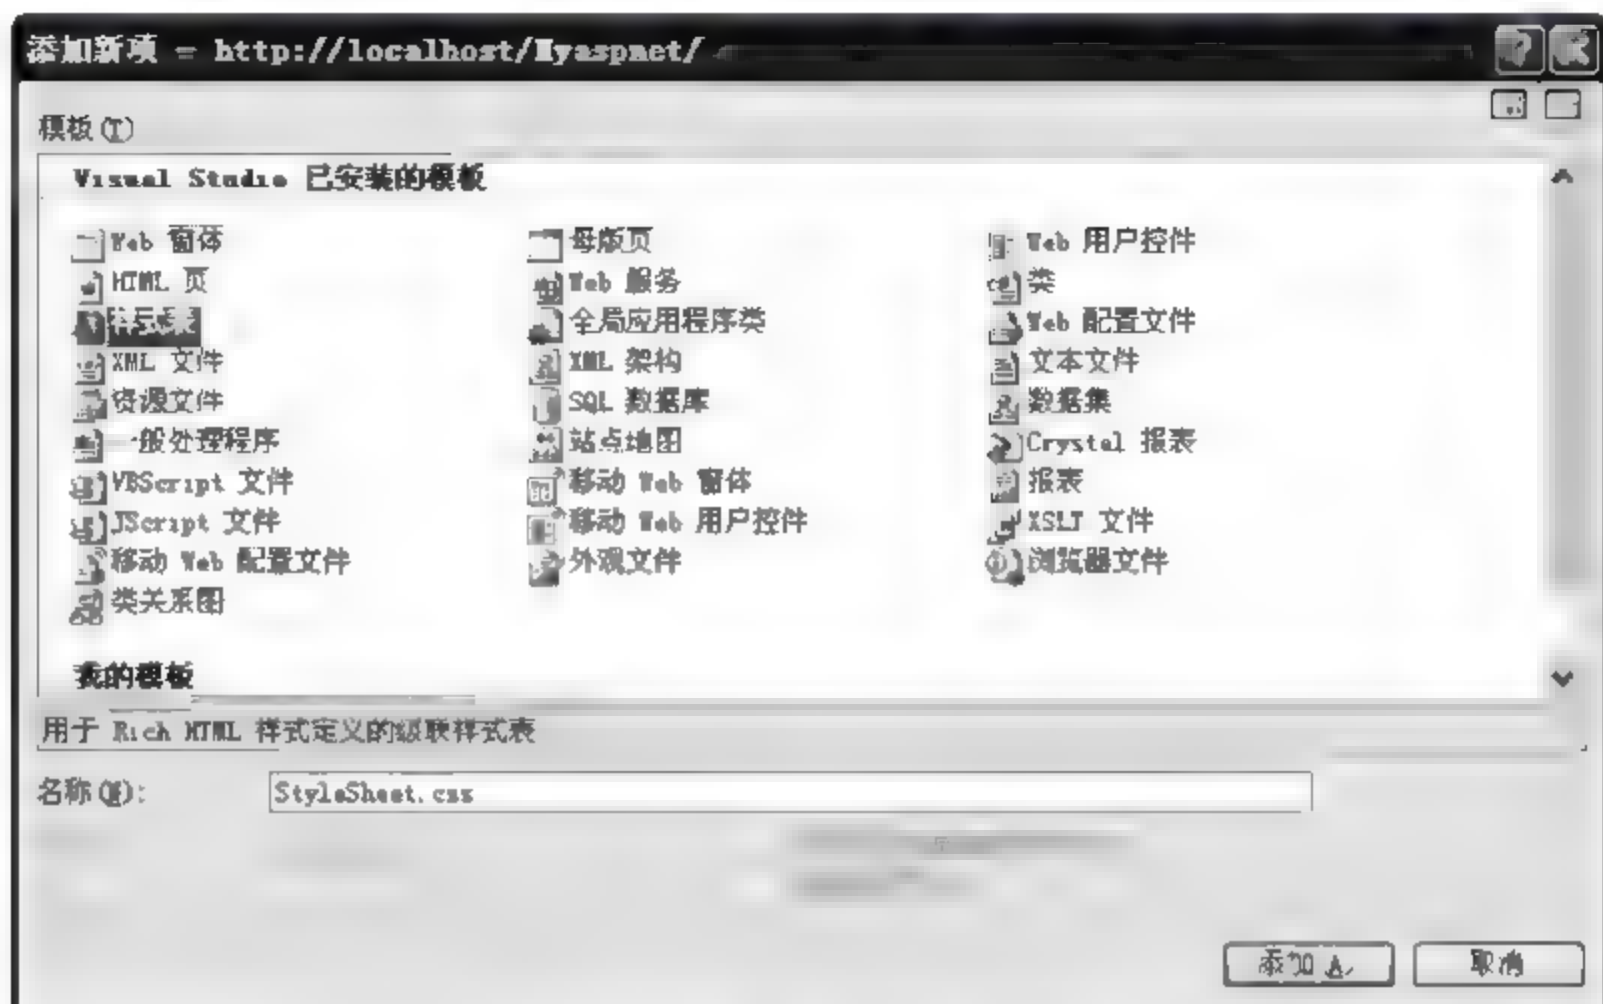 添加新项 - http://localhost/Myaspnet/
模板(T)
Visual Studio 已安装的模板
Web 窗体 母版页 Web 用户控件
HTML 页 Web 服务 类
样式表 全局应用程序类 Web 配置文件
XML 文件 XML 架构 文本文件
资源文件 SQL 数据库 数据集
一般处理程序 站点地图 Crystal 报表
VBScript 文件 移动 Web 窗体 报表
JScript 文件 移动 Web 用户控件 XSLT 文件
移动 Web 配置文件 外观文件 浏览器文件
类关系图
我的模板
用于 Rich HTML 样式定义的级联样式表
名称(N): StyleSheet.css
添加(A) 取消